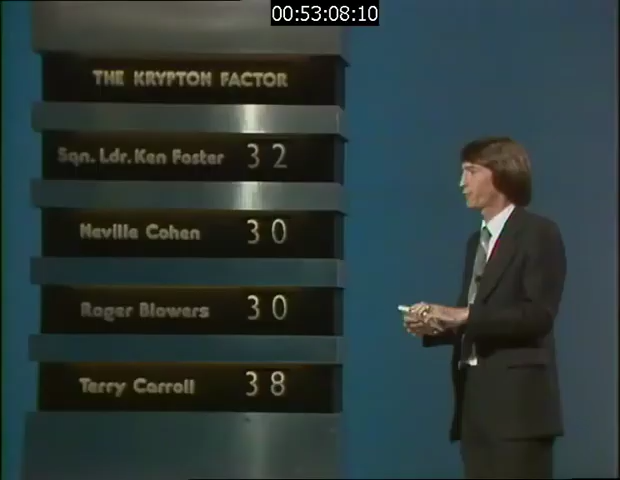 00:53:08:10
THE KRYPTON FACTOR
Sqn. Ldr. Ken Foster 32
Neville Cohen 30
Roger Blowers 30
Terry Carroll 38